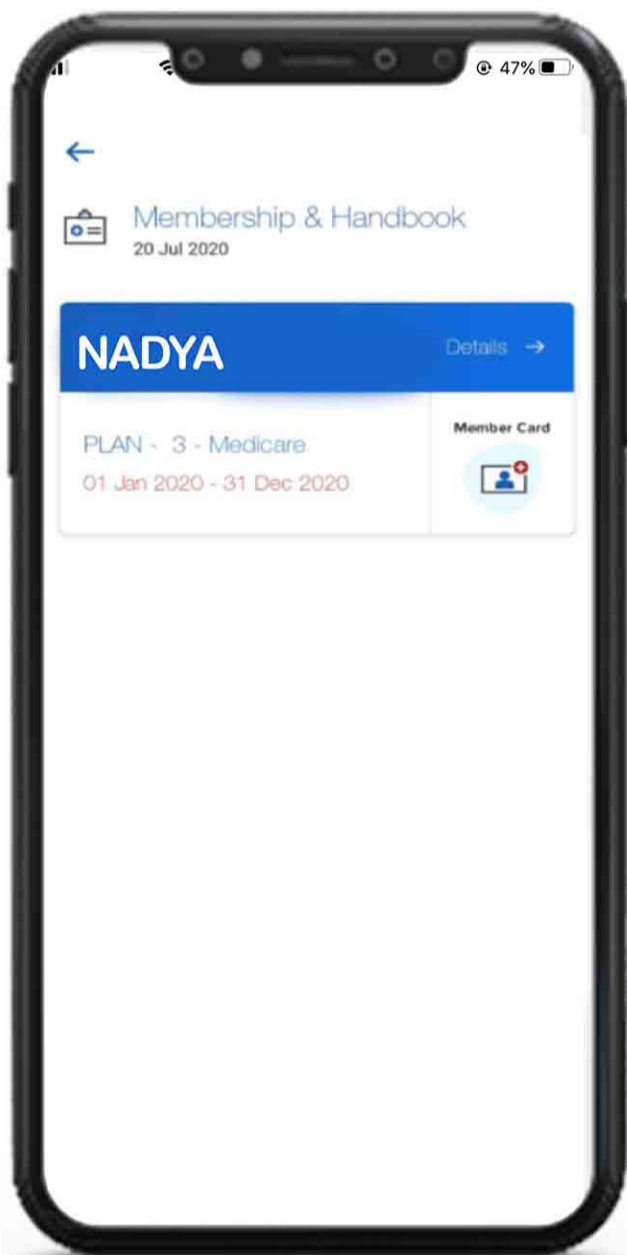 47%
Membership & Handbook
20 Jul 2020
NADYA
Details →
PLAN - 3 - Medicare
01 Jan 2020 - 31 Dec 2020
Member Card